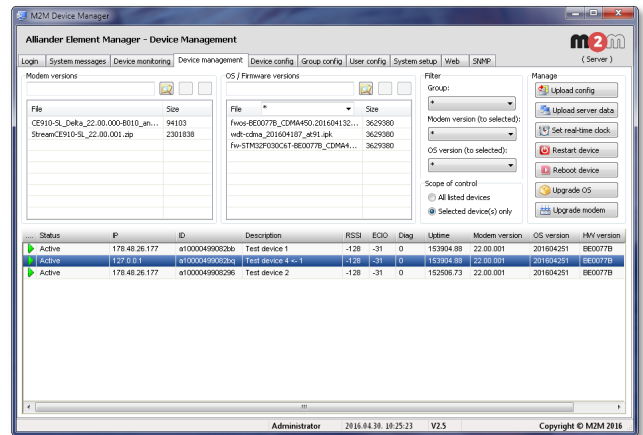 M2M Device Manager
Alliander Element Manager - Device Management
m2m
( Server )
Login System messages Device monitoring Device management Device config Group config User config System setup Web SNMP
Modem versions
File Size
CE910-SL_Delta_22.00.000-B010_an... 94103
StreamCE910-SL_22.00.001.zip 2301838
OS / Firmware versions
File * Size
fwos-BE0077B_CDMA450.201604132... 3629380
wdt-cdma_201604187_at91.ipk 3629380
fw-STM32F030C6T-BE0077B_CDMA4... 3629380
Filter
Group:
*
Modem version (to selected):
*
OS version (to selected):
*
Scope of control
All listed devices
Selected device(s) only
Manage
Upload config
Upload server data
Set real-time clock
Restart device
Reboot device
Upgrade OS
Upgrade modem
.... Status IP ID Description RSSI ECIO Diag Uptime Modem version OS version HW version
Active 178.48.26.177 a10000499082bb Test device 1 -128 -31 0 153904.88 22.00.001 201604251 BE0077B
Active 127.0.0.1 a10000499082bq Test device 4 <- 1 -128 -31 0 153904.88 22.00.001 201604251 BE0077B
Active 178.48.26.177 a1000049908296 Test device 2 -128 -31 0 152506.73 22.00.001 201604251 BE0077B
Administrator 2016.04.30. 10:25:23 V2.5 Copyright © M2M 2016